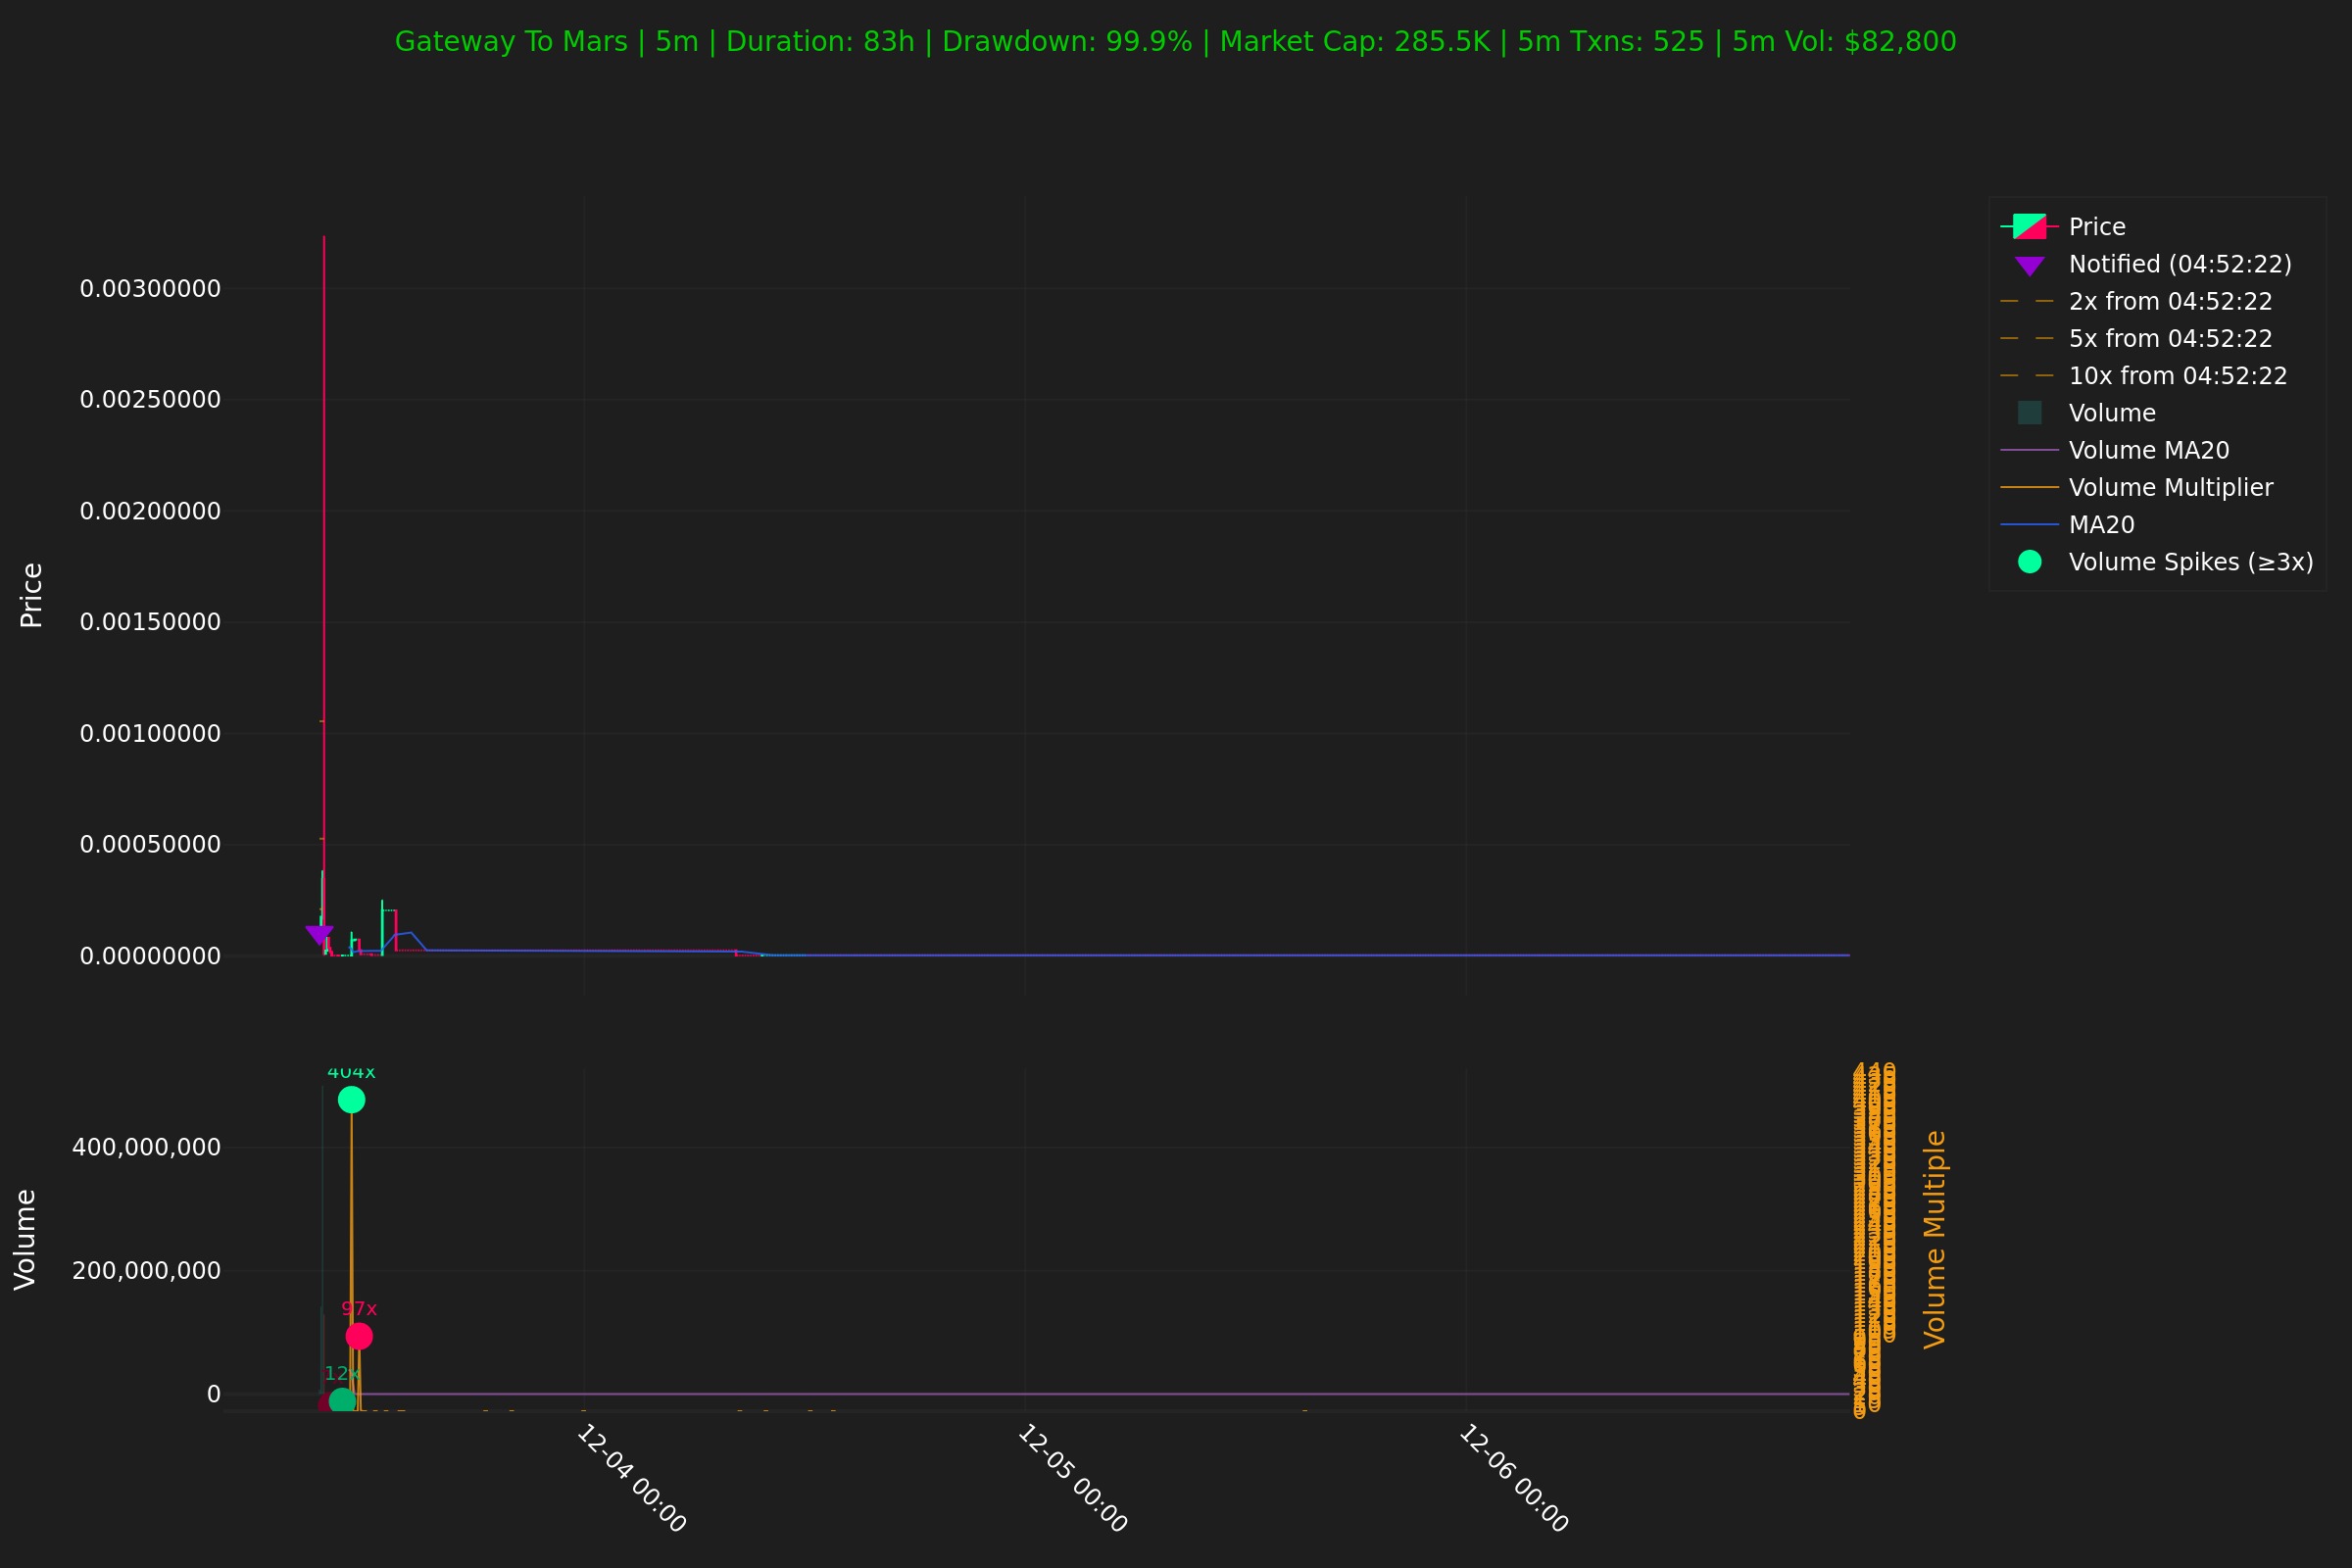 Gateway To Mars | 5m | Duration: 83h | Drawdown: 99.9% | Market Cap: 285.5K | 5m Txns: 525 | 5m Vol: $82,800
Price
0.00300000
0.00250000
0.00200000
0.00150000
0.00100000
0.00050000
0.00000000
Price
Notified (04:52:22)
2x from 04:52:22
5x from 04:52:22
10x from 04:52:22
Volume
Volume MA20
Volume Multiplier
MA20
Volume Spikes (≥3x)
Volume
400,000,000
200,000,000
0
404x
97x
12x
Volume Multiple
12-04 00:00
12-05 00:00
12-06 00:00